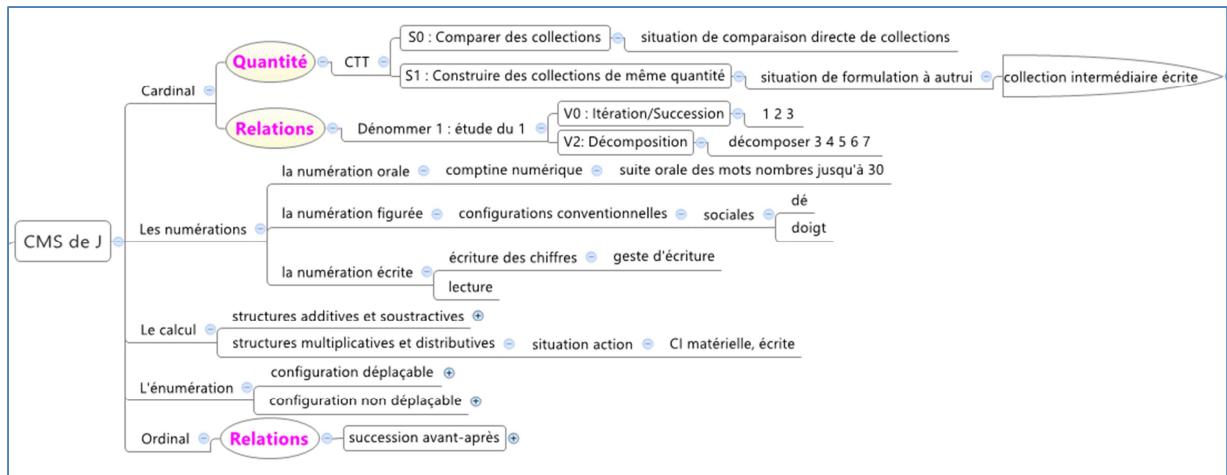 CMS de J
Cardinal
Quantité
CTT
S0 : Comparer des collections
situation de comparaison directe de collections
S1 : Construire des collections de même quantité
situation de formulation à autrui
collection intermédiaire écrite
Relations
Dénommer 1 : étude du 1
V0 : Itération/Succession
1 2 3
V2: Décomposition
décomposer 3 4 5 6 7
Les numérations
la numération orale
comptine numérique
suite orale des mots nombres jusqu'à 30
la numération figurée
configurations conventionnelles
sociales
dé
doigt
la numération écrite
écriture des chiffres
geste d'écriture
lecture
Le calcul
structures additives et soustractives
structures multiplicatives et distributives
situation action
CI matérielle, écrite
L'énumération
configuration déplaçable
configuration non déplaçable
Ordinal
Relations
succession avant-après